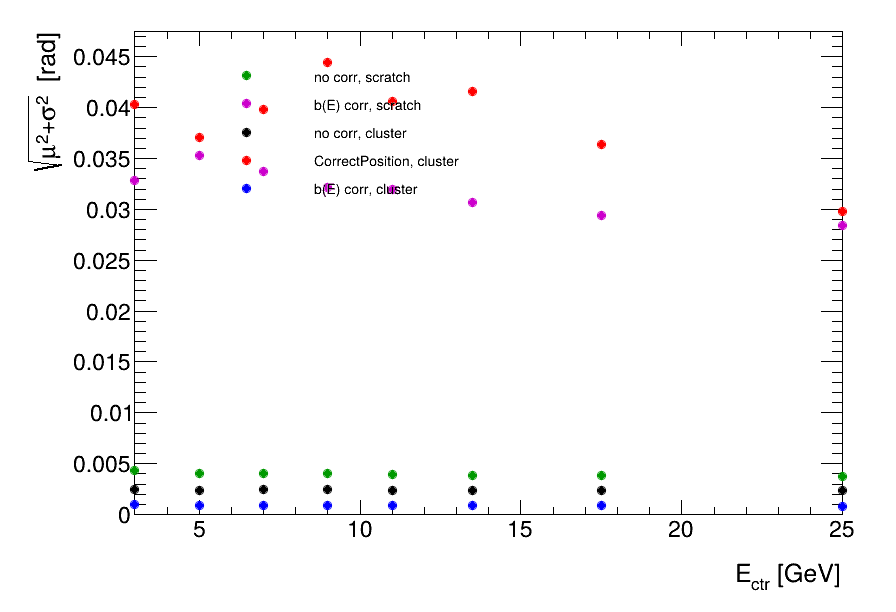 √μ²+σ² [rad]
0.045
0.04
0.035
0.03
0.025
0.02
0.015
0.01
0.005
0
no corr, scratch
b(E) corr, scratch
no corr, cluster
CorrectPosition, cluster
b(E) corr, cluster
5 10 15 20 25
E_ctr [GeV]